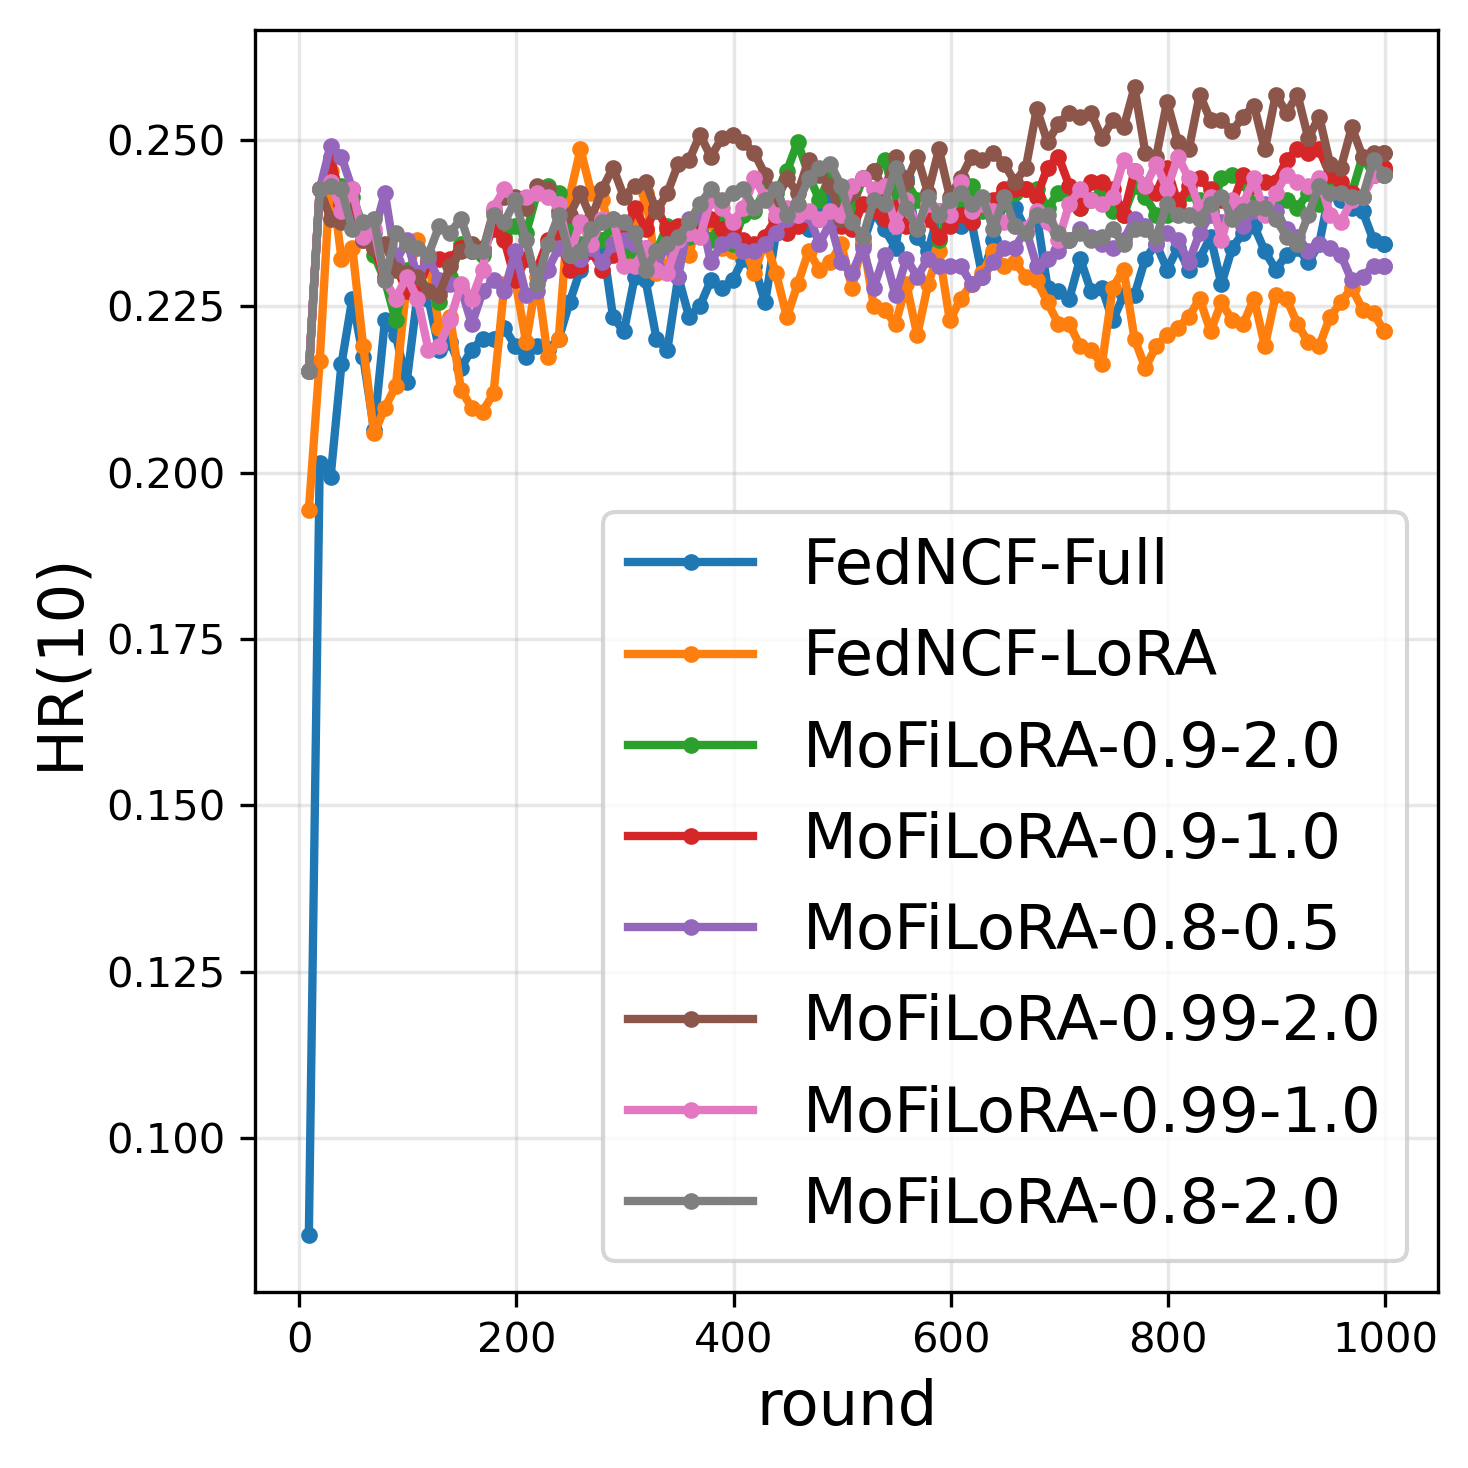 HR(10)
0.250
0.225
0.200
0.175
0.150
0.125
0.100
FedNCF-Full
FedNCF-LoRA
MoFiLoRA-0.9-2.0
MoFiLoRA-0.9-1.0
MoFiLoRA-0.8-0.5
MoFiLoRA-0.99-2.0
MoFiLoRA-0.99-1.0
MoFiLoRA-0.8-2.0
0 200 400 600 800 1000
round